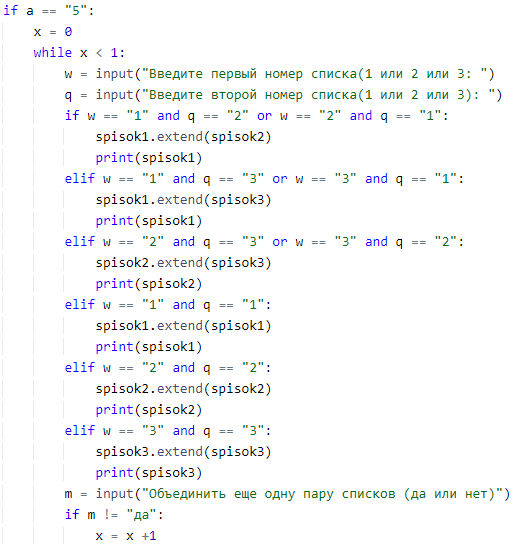 if a == "5":
    x = 0
    while x < 1:
        w = input("Введите первый номер списка(1 или 2 или 3: ")
        q = input("Введите второй номер списка(1 или 2 или 3): ")
        if w == "1" and q == "2" or w == "2" and q == "1":
            spisok1.extend(spisok2)
            print(spisok1)
        elif w == "1" and q == "3" or w == "3" and q == "1":
            spisok1.extend(spisok3)
            print(spisok1)
        elif w == "2" and q == "3" or w == "3" and q == "2":
            spisok2.extend(spisok3)
            print(spisok2)
        elif w == "1" and q == "1":
            spisok1.extend(spisok1)
            print(spisok1)
        elif w == "2" and q == "2":
            spisok2.extend(spisok2)
            print(spisok2)
        elif w == "3" and q == "3":
            spisok3.extend(spisok3)
            print(spisok3)
        m = input("Объединить еще одну пару списков (да или нет)")
        if m != "да":
            x = x +1